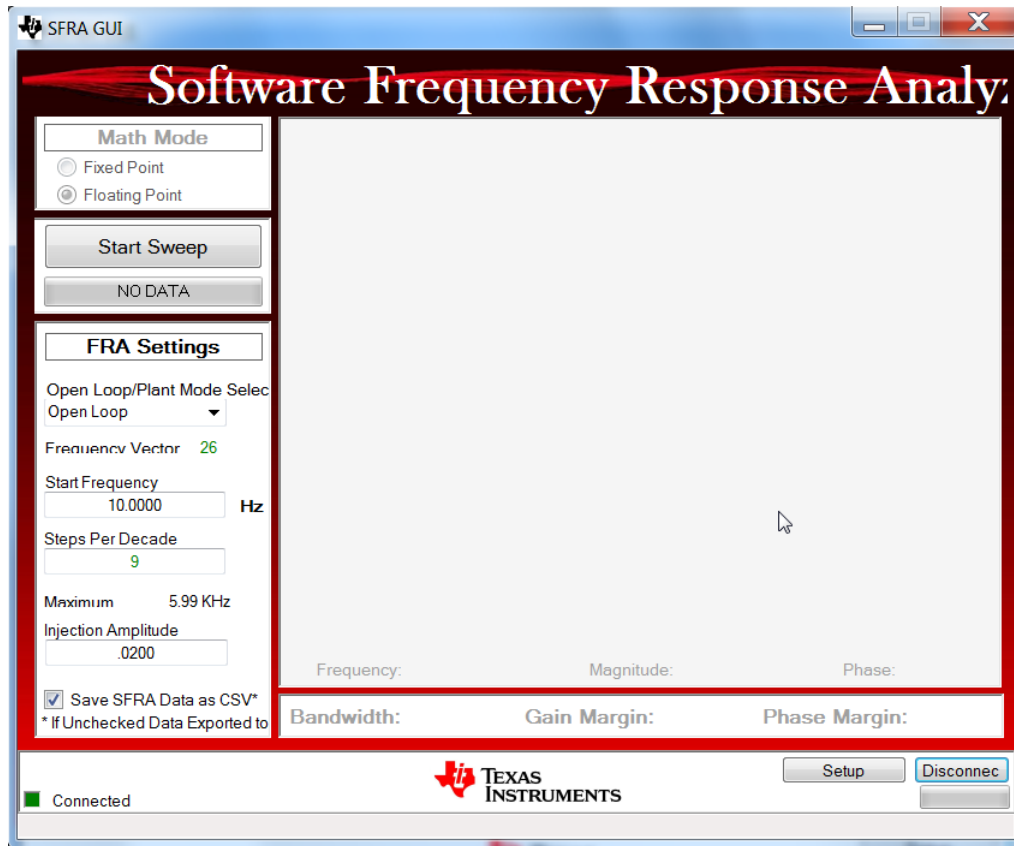 SFRA GUI
Software Frequency Response Analyz
Math Mode
Fixed Point
Floating Point
Start Sweep
NO DATA
FRA Settings
Open Loop/Plant Mode Selec
Open Loop
Frequency Vector 26
Start Frequency
10.0000 Hz
Steps Per Decade
9
Maximum 5.99 KHz
Injection Amplitude
.0200
Save SFRA Data as CSV*
* If Unchecked Data Exported to
Frequency: Magnitude: Phase:
Bandwidth: Gain Margin: Phase Margin:
Connected
TEXAS
INSTRUMENTS
Setup Disconnec